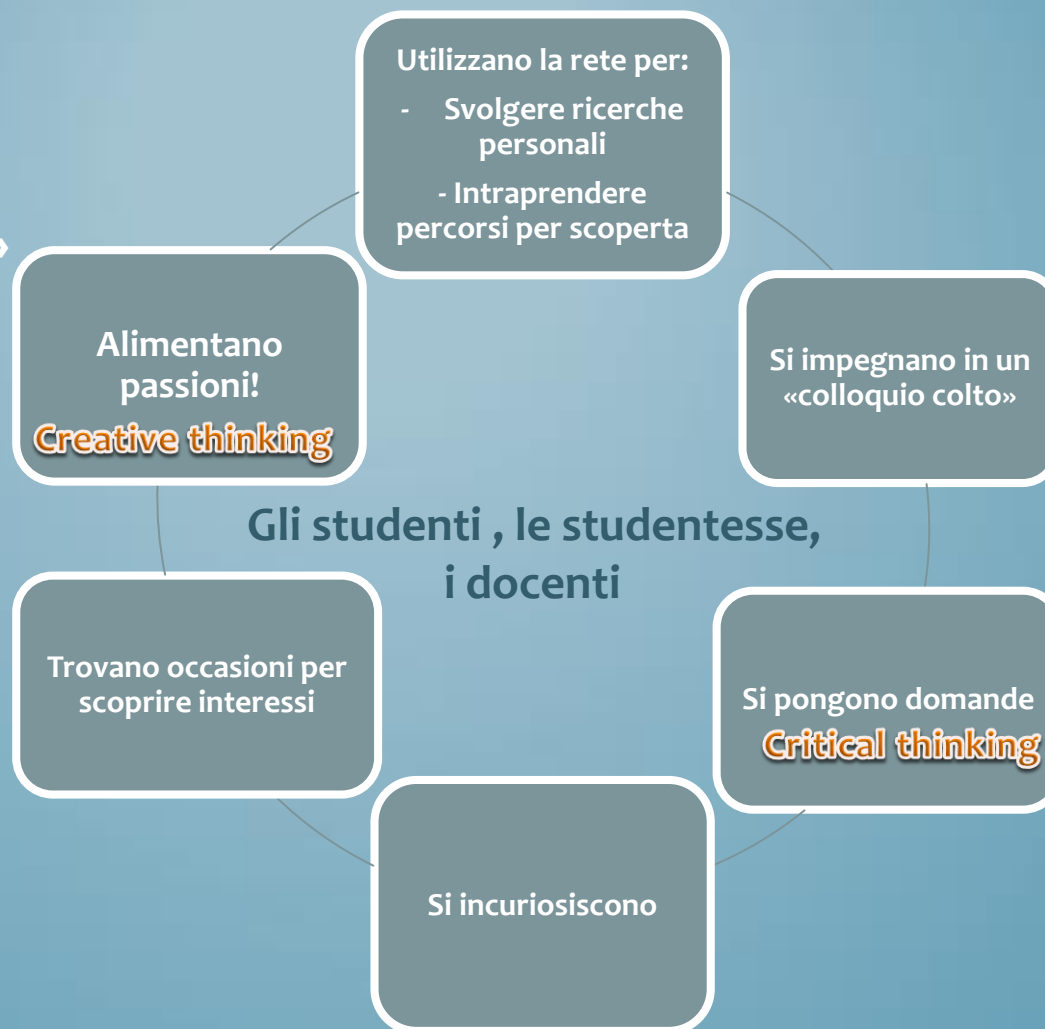 Utilizzano la rete per:
- Svolgere ricerche
personali
- Intraprendere
percorsi per scoperta
Si impegnano in un
«colloquio colto»
Si pongono domande
Critical thinking
Si incuriosiscono
Trovano occasioni per
scoprire interessi
Alimentano
passioni!
Creative thinking
Gli studenti , le studentesse,
i docenti